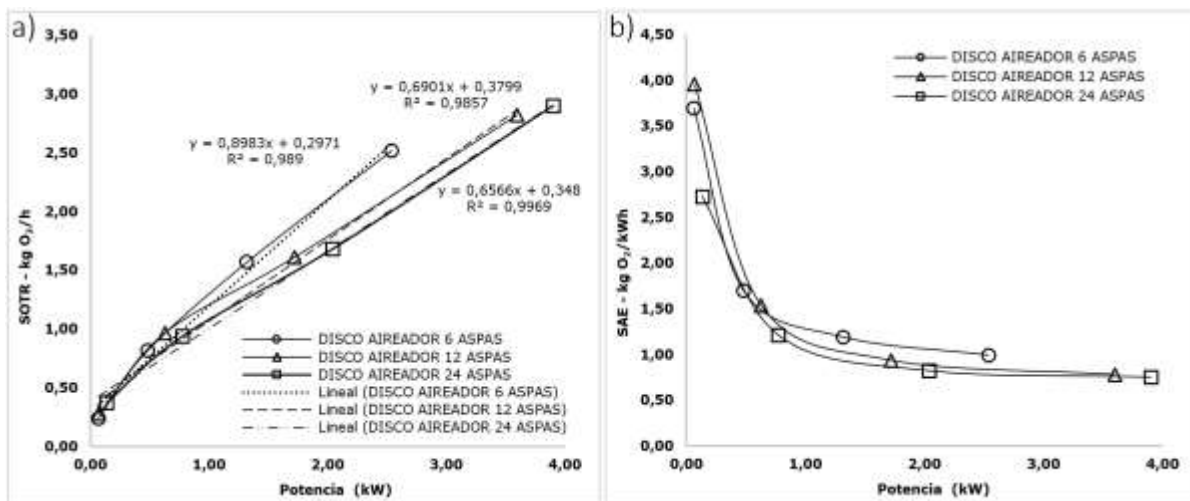 a)
3,50
3,00
2,50
2,00
1,50
1,00
0,50
0,00
SOTR - kg O₂/h
y = 0,6901x + 0,3799
R² = 0,9857
y = 0,8983x + 0,2971
R² = 0,989
y = 0,6566x + 0,348
R² = 0,9969
DISCO AIREADOR 6 ASPAS
DISCO AIREADOR 12 ASPAS
DISCO AIREADOR 24 ASPAS
Lineal (DISCO AIREADOR 6 ASPAS)
Lineal (DISCO AIREADOR 12 ASPAS)
Lineal (DISCO AIREADOR 24 ASPAS)
0,00 1,00 2,00 3,00 4,00
Potencia (kW)
b)
4,50
4,00
3,50
3,00
2,50
2,00
1,50
1,00
0,50
0,00
SAE - kg O₂/kWh
DISCO AIREADOR 6 ASPAS
DISCO AIREADOR 12 ASPAS
DISCO AIREADOR 24 ASPAS
0,00 1,00 2,00 3,00 4,00
Potencia (kW)